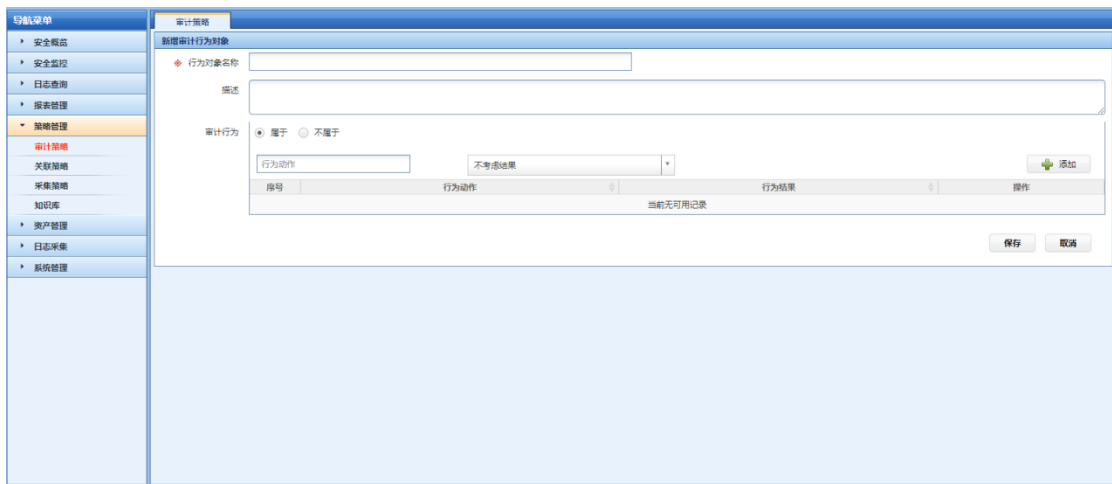 导航菜单
安全概览
安全监控
日志查询
报表管理
策略管理
审计策略
关联策略
采集策略
知识库
资产管理
日志采集
系统管理
审计策略
新增审计行为对象
※ 行为对象名称
描述
审计行为 属于 不属于
行为动作 不考虑结果 添加
序号 行为动作 行为结果 操作
当前无可用记录
保存 取消